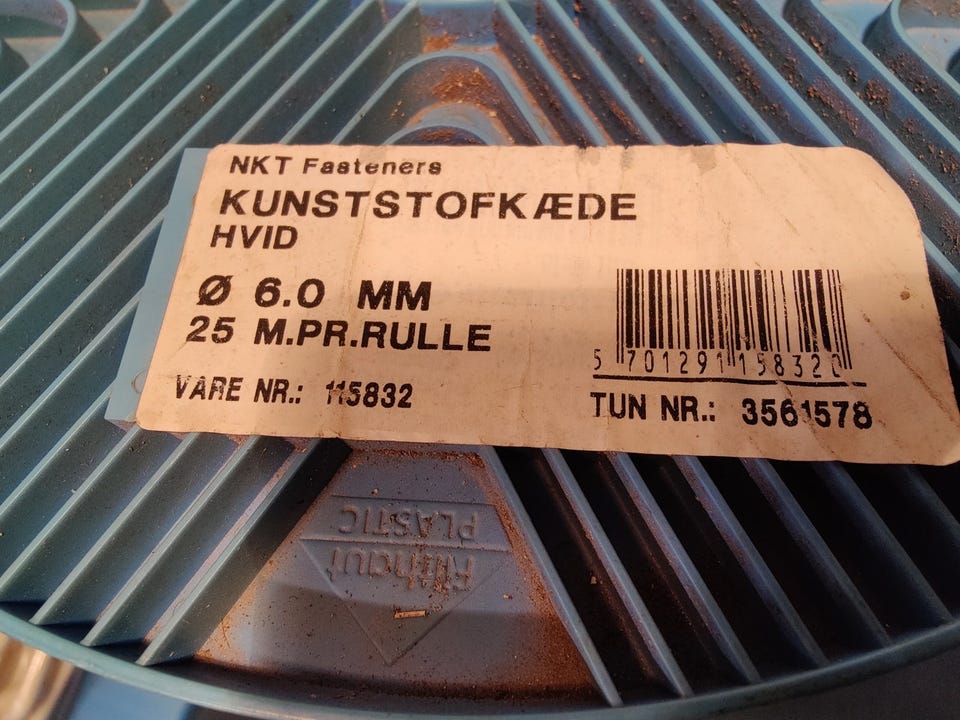 NKT Fasteners
KUNSTSTOFKÆDE
HVID
Ø 6.0 MM
25 M.PR.RULLE
5 701291 158320
VARE NR.: 115832
TUN NR.: 3561578
PLASTIC